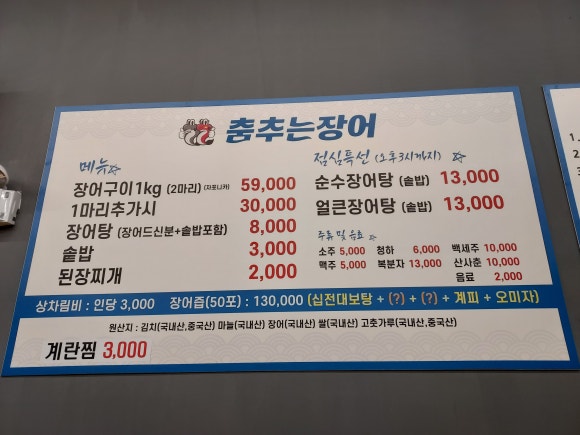 춤추는장어
메뉴
장어구이1kg (2마리) (자포니카) 59,000
1마리추가시 30,000
장어탕 (장어드신분+솥밥포함) 8,000
솥밥 3,000
된장찌개 2,000
점심특선 (오후3시까지)
순수장어탕 (솥밥) 13,000
얼큰장어탕 (솥밥) 13,000
주류 및 음료
소주 5,000 청하 6,000 백세주 10,000
맥주 5,000 복분자 13,000 산사춘 10,000
음료 2,000
상차림비 : 인당 3,000 장어즙(50포) : 130,000 (십전대보탕 + (?) + (?) + 계피 + 오미자)
원산지 : 김치(국내산,중국산) 마늘(국내산) 장어(국내산) 쌀(국내산) 고춧가루(국내산,중국산)
계란찜 3,000
1.
2
3